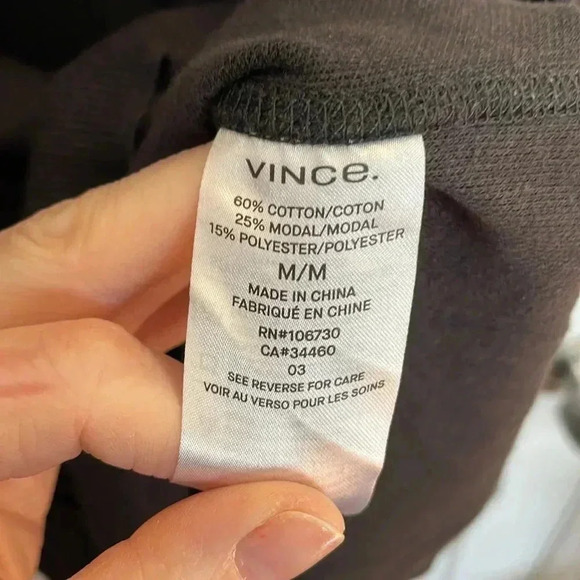 VINCe.
60% COTTON/COTON
25% MODAL/MODAL
15% POLYESTER/POLYESTER
M/M
MADE IN CHINA
FABRIQUÉ EN CHINE
RN#106730
CA#34460
03
SEE REVERSE FOR CARE
VOIR AU VERSO POUR LES SOINS